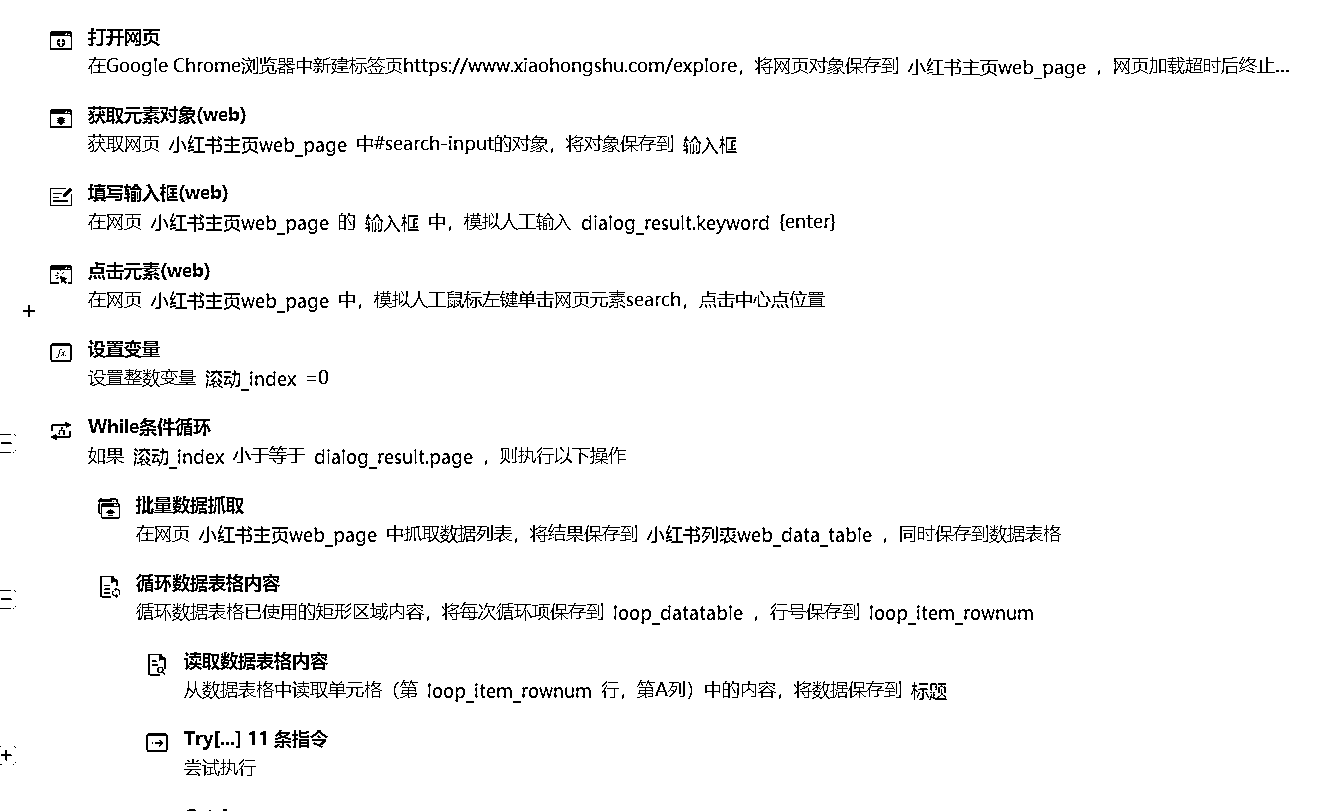 打开网页
在Google Chrome浏览器中新建标签页https://www.xiaohongshu.com/explore，将网页对象保存到 小红书主页web_page ，网页加载超时后终止...
获取元素对象(web)
获取网页 小红书主页web_page 中#search-input的对象，将对象保存到 输入框
填写输入框(web)
在网页 小红书主页web_page 的 输入框 中，模拟人工输入 dialog_result.keyword {enter}
点击元素(web)
在网页 小红书主页web_page 中，模拟人工鼠标左键单击网页元素search，点击中心点位置
设置变量
设置整数变量 滚动_index =0
While条件循环
如果 滚动_index 小于等于 dialog_result.page ，则执行以下操作
批量数据抓取
在网页 小红书主页web_page 中抓取数据列表，将结果保存到 小红书列表web_data_table ，同时保存到数据表格
循环数据表格内容
循环数据表格已使用的矩形区域内容，将每次循环项保存到 loop_datatable ，行号保存到 loop_item_rownum
读取数据表格内容
从数据表格中读取单元格（第 loop_item_rownum 行，第A列）中的内容，将数据保存到 标题
Try[...] 11 条指令
尝试执行